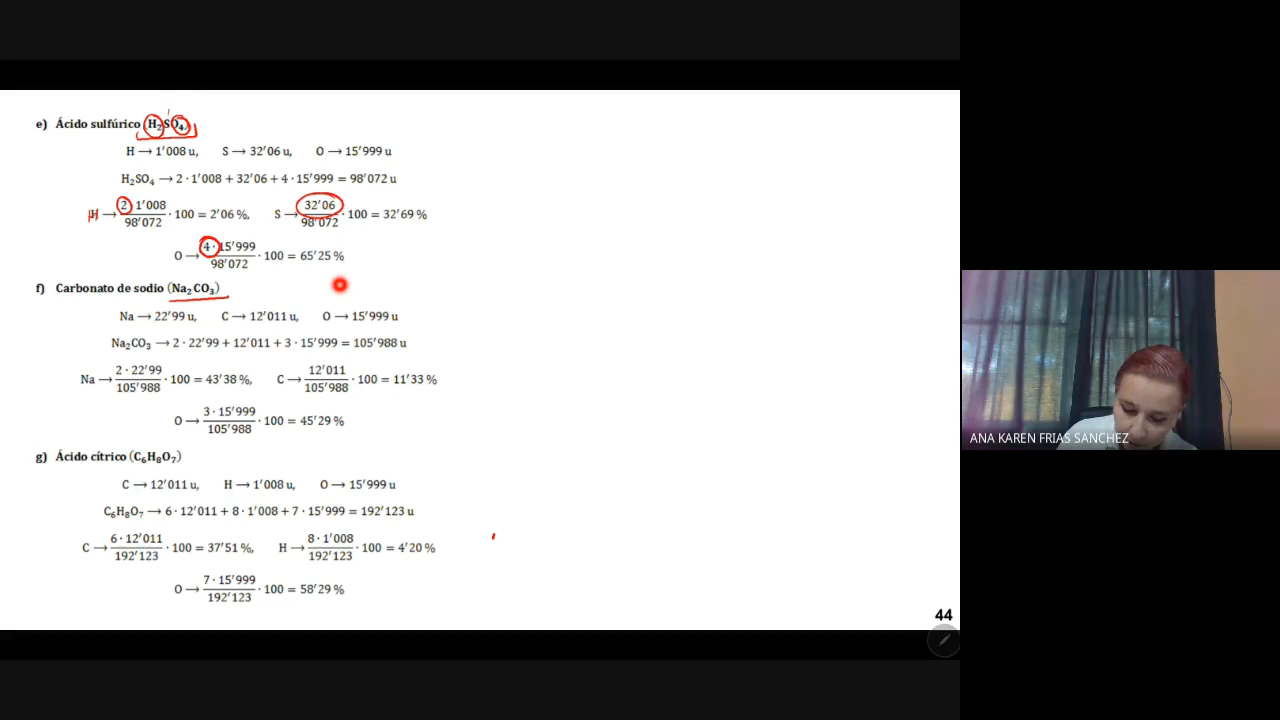 e) Ácido sulfúrico (H₂SO₄)
H → 1'008 u, S → 32'06 u, O → 15'999 u
H₂SO₄ → 2 · 1'008 + 32'06 + 4 · 15'999 = 98'072 u
H → 2 · 1'008 / 98'072 · 100 = 2'06 %, S → 32'06 / 98'072 · 100 = 32'69 %
O → 4 · 15'999 / 98'072 · 100 = 65'25 %
f) Carbonato de sodio (Na₂CO₃)
Na → 22'99 u, C → 12'011 u, O → 15'999 u
Na₂CO₃ → 2 · 22'99 + 12'011 + 3 · 15'999 = 105'988 u
Na → 2 · 22'99 / 105'988 · 100 = 43'38 %, C → 12'011 / 105'988 · 100 = 11'33 %
O → 3 · 15'999 / 105'988 · 100 = 45'29 %
g) Ácido cítrico (C₆H₈O₇)
C → 12'011 u, H → 1'008 u, O → 15'999 u
C₆H₈O₇ → 6 · 12'011 + 8 · 1'008 + 7 · 15'999 = 192'123 u
C → 6 · 12'011 / 192'123 · 100 = 37'51 %, H → 8 · 1'008 / 192'123 · 100 = 4'20 %
O → 7 · 15'999 / 192'123 · 100 = 58'29 %
44
ANA KAREN FRIAS SANCHEZ